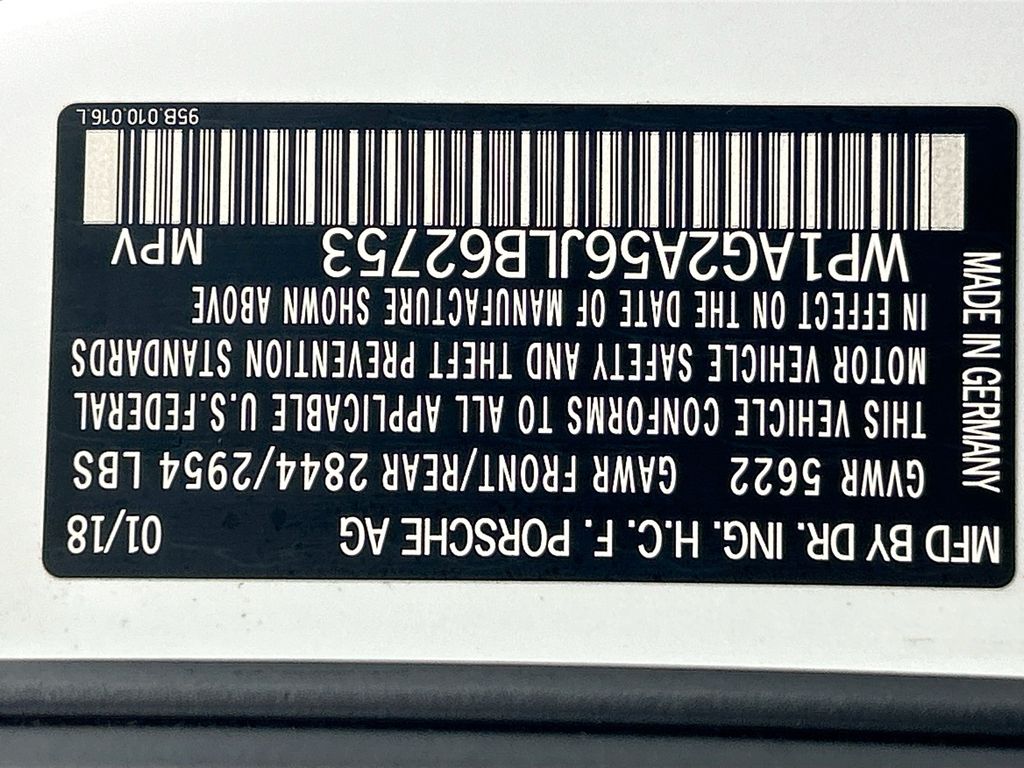 MFD BY DR. ING. H.C. F. PORSCHE AG 01/18
GVWR 5622 GAWR FRONT/REAR 2844/2954 LBS
THIS VEHICLE CONFORMS TO ALL APPLICABLE U.S.FEDERAL
MOTOR VEHICLE SAFETY AND THEFT PREVENTION STANDARDS
IN EFFECT ON THE DATE OF MANUFACTURE SHOWN ABOVE
WP1AG2A56JLB62753 MPV
95B.010.016.L
MADE IN GERMANY